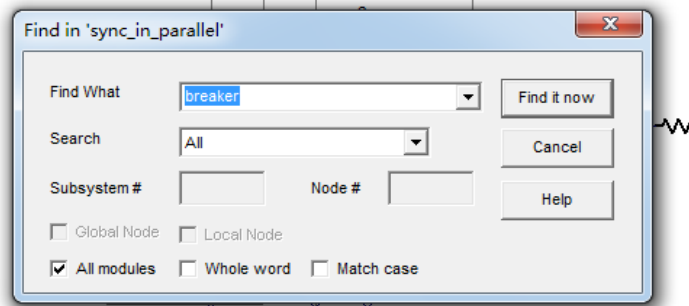 Find in 'sync_in_parallel'
Find What
breaker
Find it now
Search
All
Cancel
Subsystem #
Node #
Help
Global Node
Local Node
All modules
Whole word
Match case